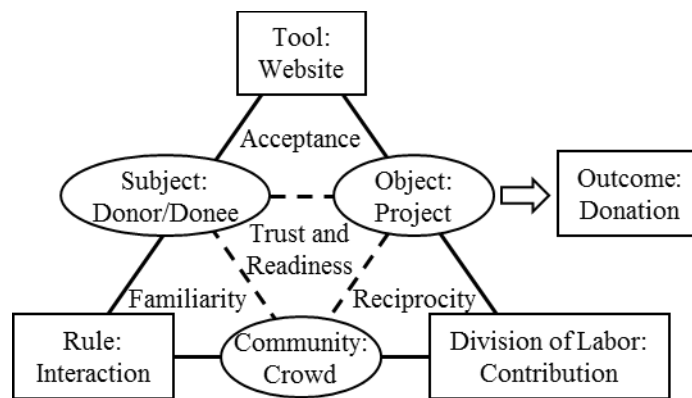 Tool:
Website
Acceptance
Subject:
Donor/Donee
Object:
Project
Outcome:
Donation
Trust and
Readiness
Familiarity
Reciprocity
Rule:
Interaction
Community:
Crowd
Division of Labor:
Contribution